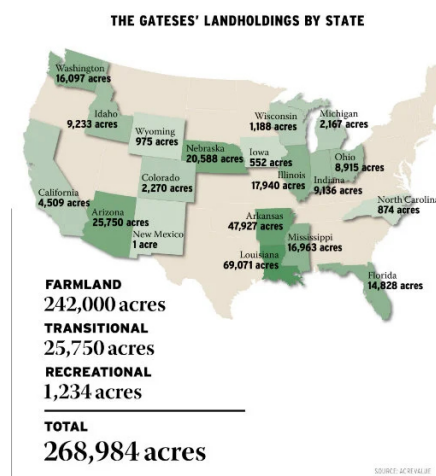 THE GATESES' LANDHOLDINGS BY STATE
Washington
16,097 acres
Idaho
9,233 acres
Wyoming
975 acres
Nebraska
20,588 acres
Wisconsin
1,188 acres
Michigan
2,167 acres
Iowa
552 acres
Illinois
17,940 acres
Indiana
9,136 acres
Ohio
8,915 acres
California
4,509 acres
Colorado
2,270 acres
Arizona
25,750 acres
New Mexico
1 acre
Arkansas
47,927 acres
Louisiana
69,071 acres
Mississippi
16,963 acres
North Carolina
874 acres
Florida
14,828 acres
FARMLAND
242,000 acres
TRANSITIONAL
25,750 acres
RECREATIONAL
1,234 acres
TOTAL
268,984 acres
SOURCE: ACREVALUE